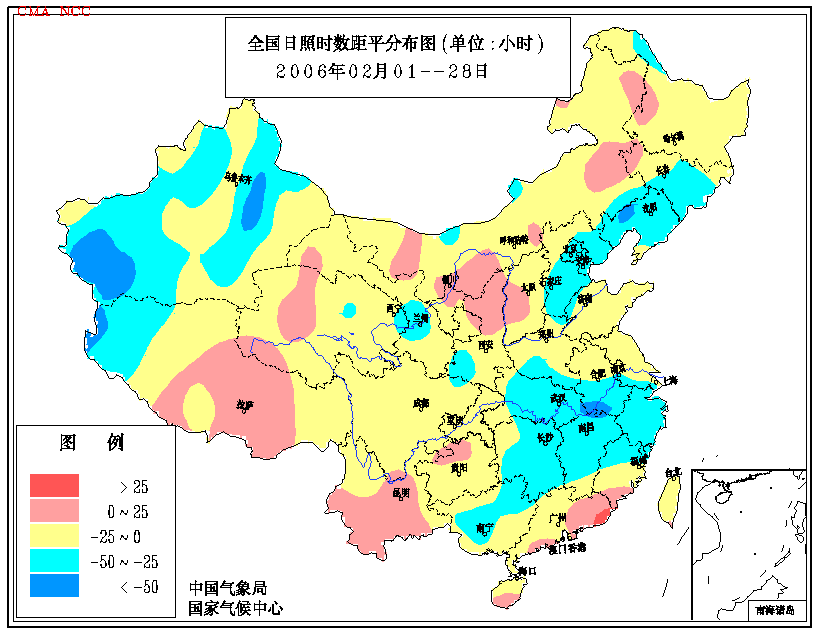 CMA NCC
全国日照时数距平分布图(单位:小时)
2006年02月01--28日
哈尔滨
长春
乌鲁木齐
沈阳
呼和浩特
北京
天津
银川
石家庄
太原
济南
西宁
兰州
郑州
西安
合肥
南京
上海
拉萨
成都
武汉
重庆
南昌
长沙
贵阳
福州
台北
昆明
广州
南宁
澳门香港
海口
图 例
> 25
0 ~ 25
-25 ~ 0
-50 ~ -25
< -50
中国气象局
国家气候中心
南海诸岛